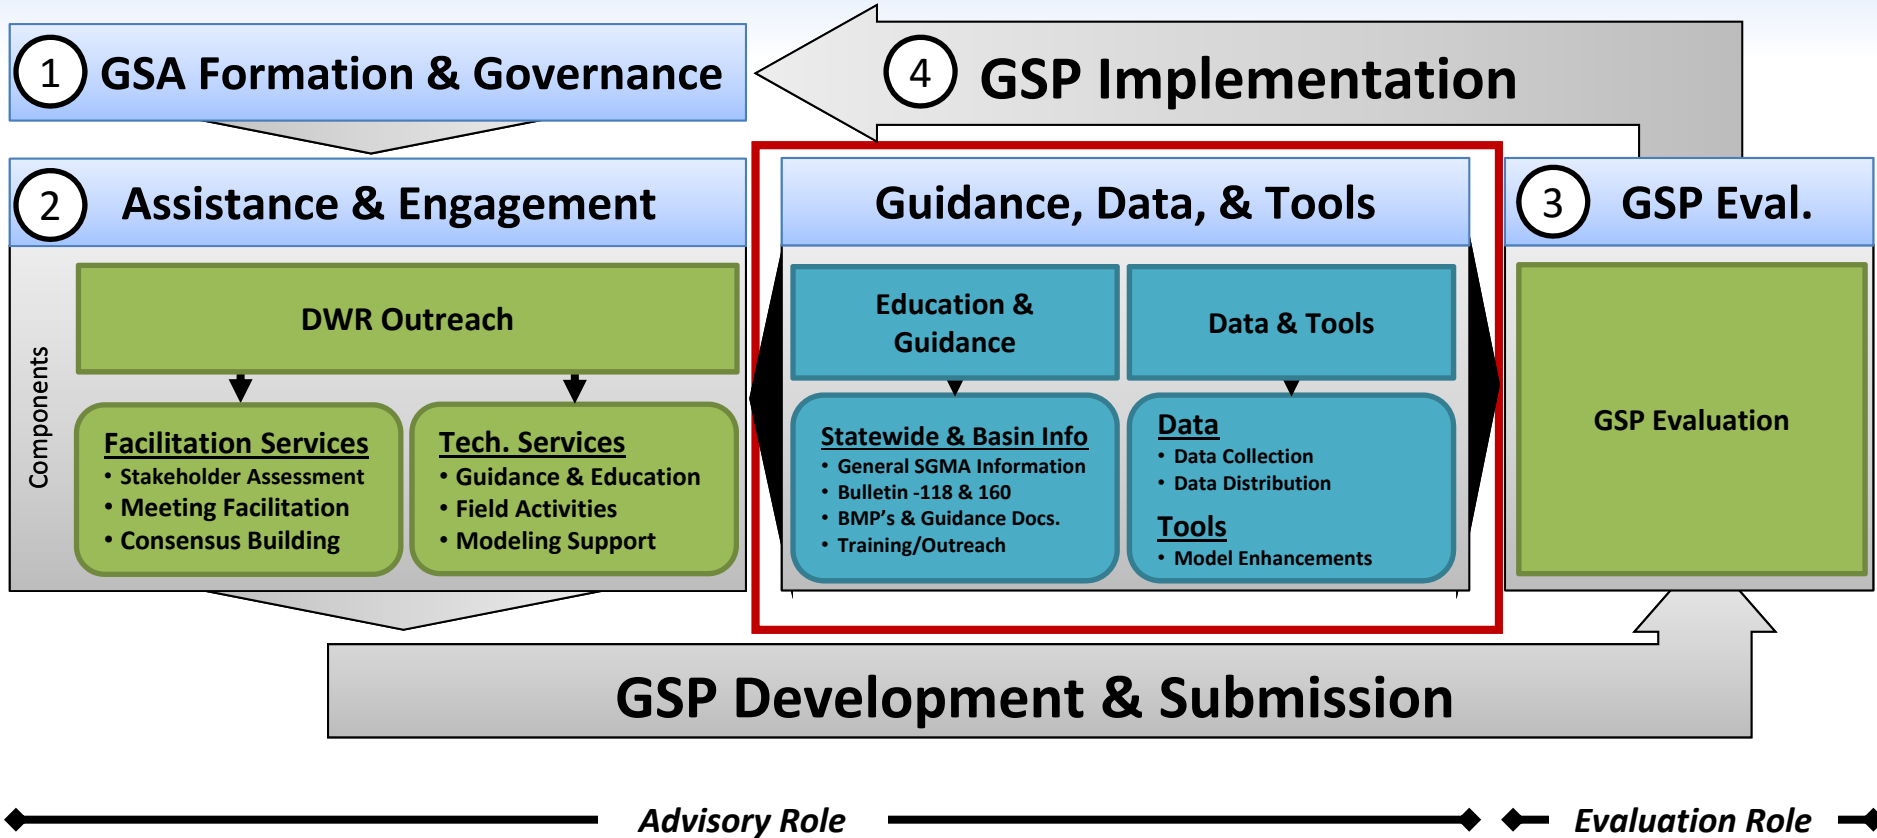 1 GSA Formation & Governance
4 GSP Implementation
2 Assistance & Engagement
Components
DWR Outreach
Facilitation Services
• Stakeholder Assessment
• Meeting Facilitation
• Consensus Building
Tech. Services
• Guidance & Education
• Field Activities
• Modeling Support
Guidance, Data, & Tools
Education &
Guidance
Statewide & Basin Info
• General SGMA Information
• Bulletin -118 & 160
• BMP's & Guidance Docs.
• Training/Outreach
Data & Tools
Data
• Data Collection
• Data Distribution
Tools
• Model Enhancements
3 GSP Eval.
GSP Evaluation
GSP Development & Submission
Advisory Role
Evaluation Role